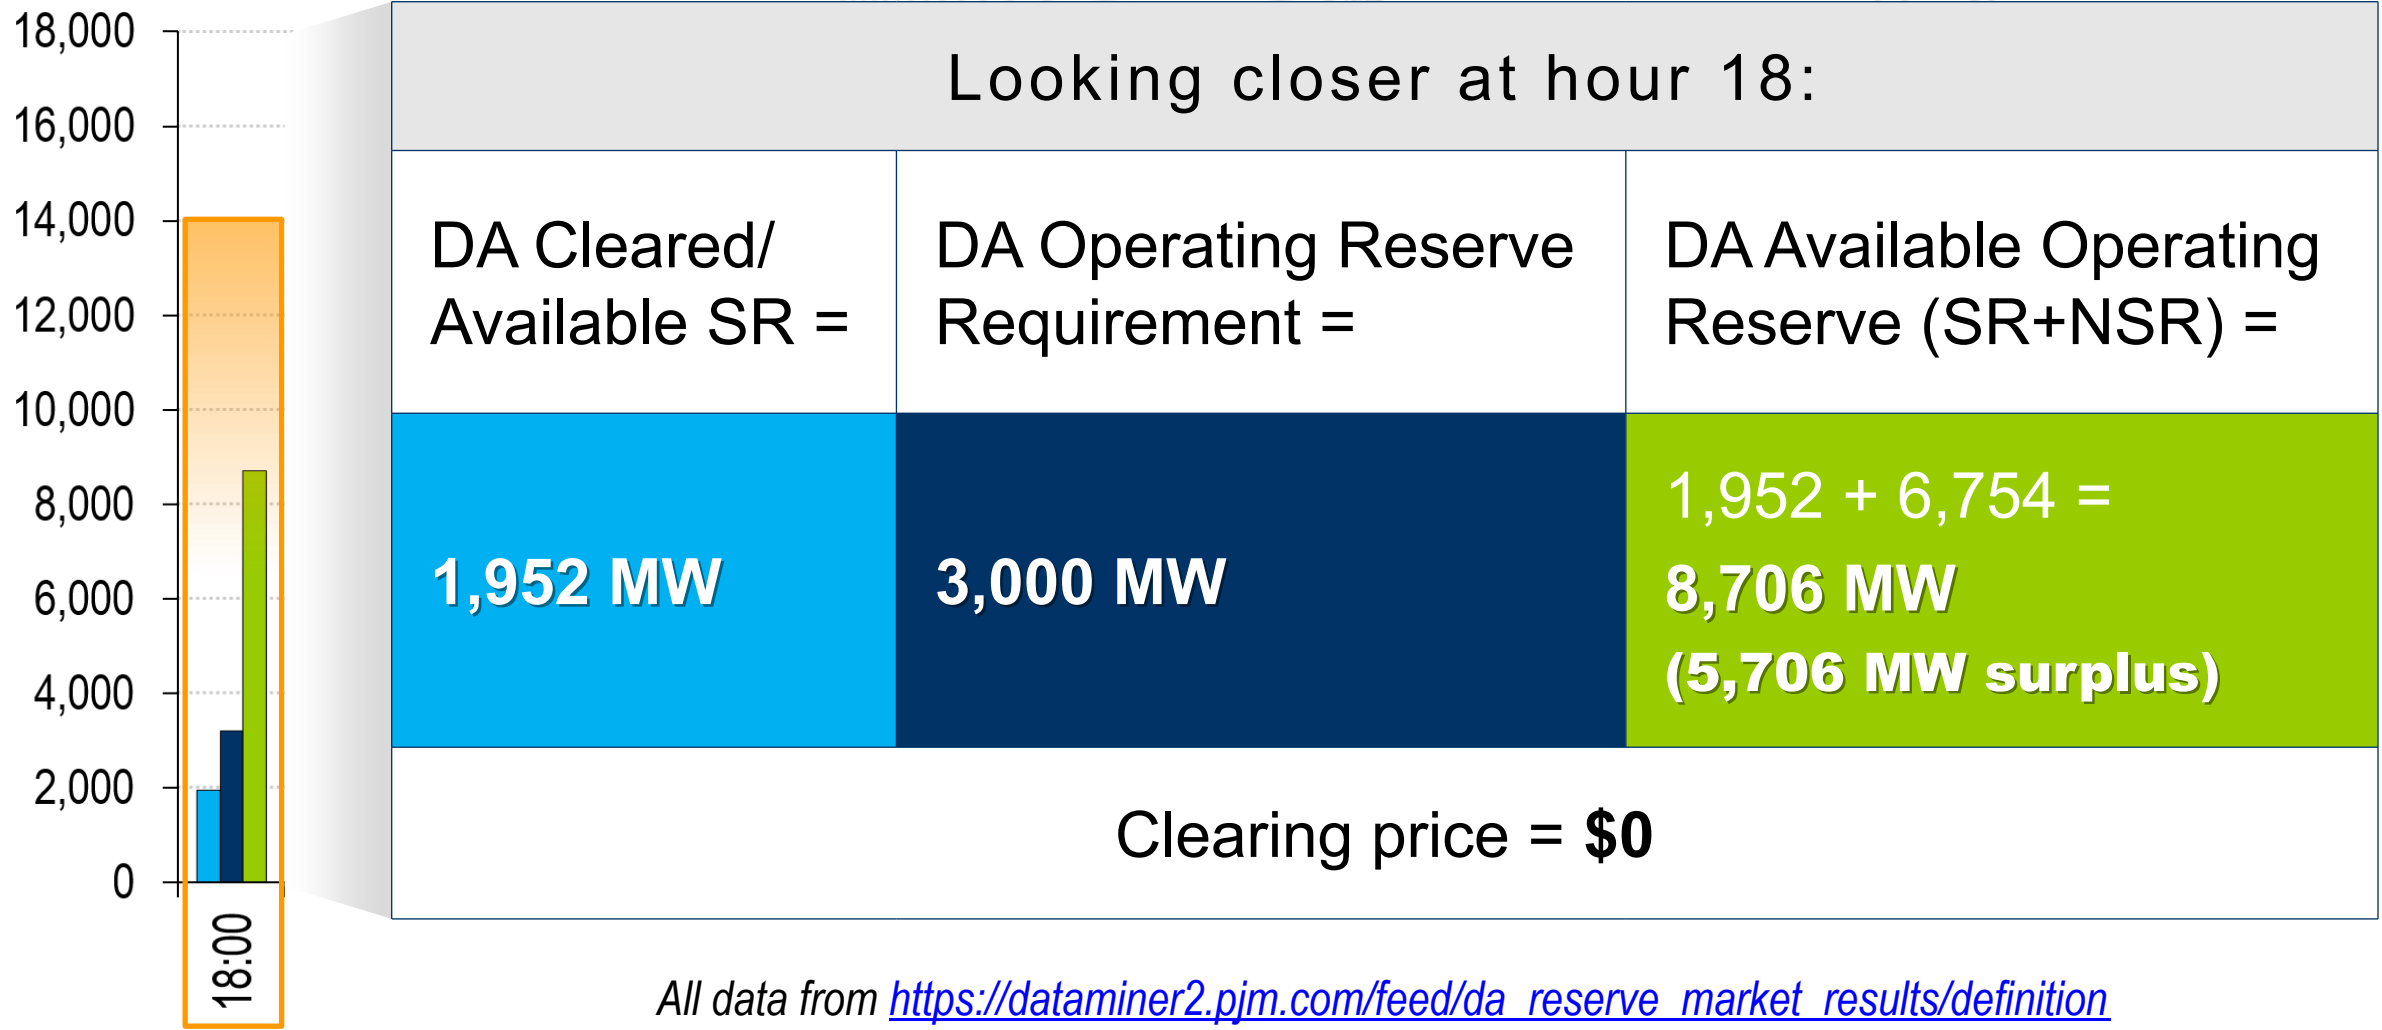 18,000
16,000
14,000
12,000
10,000
8,000
6,000
4,000
2,000
0
18:00
Looking closer at hour 18:
DA Cleared/
Available SR =
DA Operating Reserve
Requirement =
DA Available Operating
Reserve (SR+NSR) =
1,952 MW
3,000 MW
1,952 + 6,754 =
8,706 MW
(5,706 MW surplus)
Clearing price = $0
All data from https://dataminer2.pjm.com/feed/da_reserve_market_results/definition